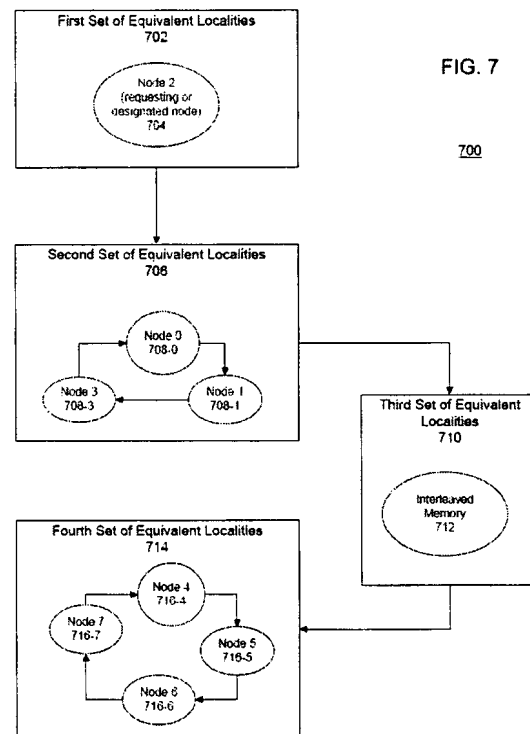 First Set of Equivalent Localities
702
Node 2
(requesting or
designated node)
704
FIG. 7
700
Second Set of Equivalent Localities
706
Node 0
708-0
Node 3
708-3
Node 1
708-1
Third Set of Equivalent
Localities
710
Interleaved
Memory
712
Fourth Set of Equivalent Localities
714
Node 4
716-4
Node 7
716-7
Node 5
716-5
Node 6
716-6